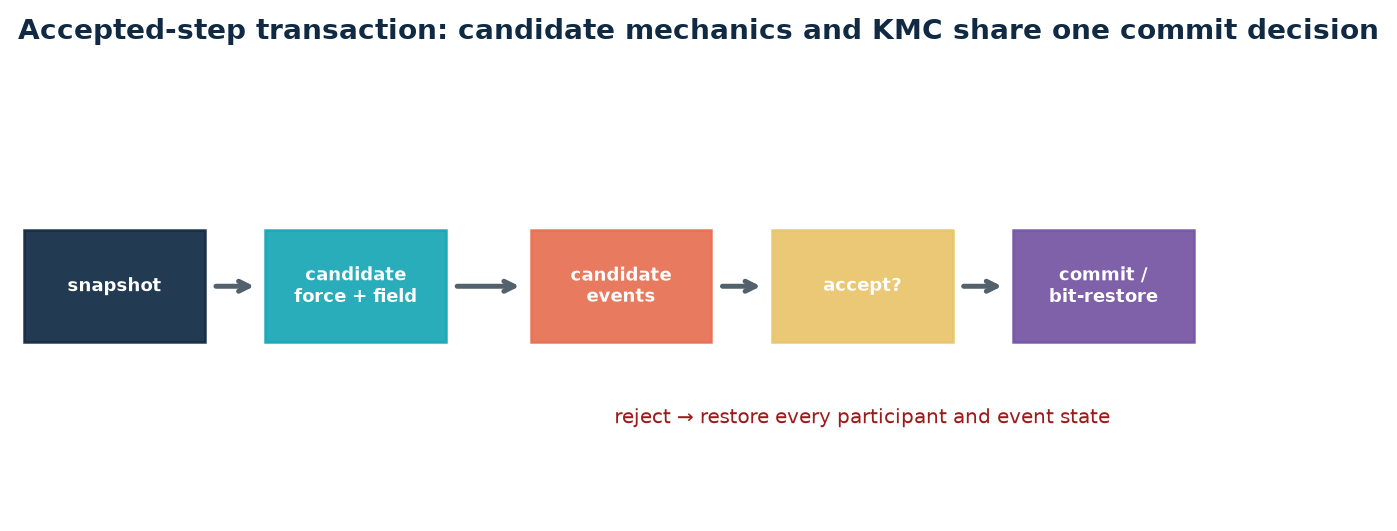 Accepted-step transaction: candidate mechanics and KMC share one commit decision
snapshot
candidate
force + field
candidate
events
accept?
commit /
bit-restore
reject → restore every participant and event state